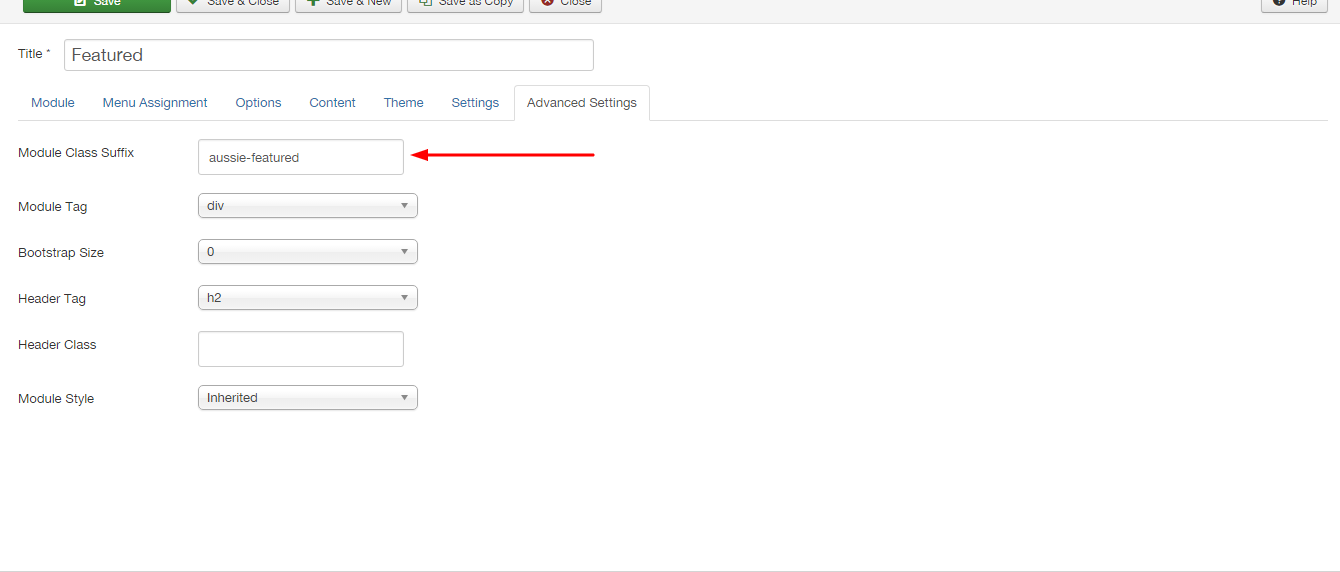 Save Save & Close Save & New Save as Copy Close Help
Title * Featured
Module Menu Assignment Options Content Theme Settings Advanced Settings
Module Class Suffix aussie-featured
Module Tag div
Bootstrap Size 0
Header Tag h2
Header Class
Module Style Inherited